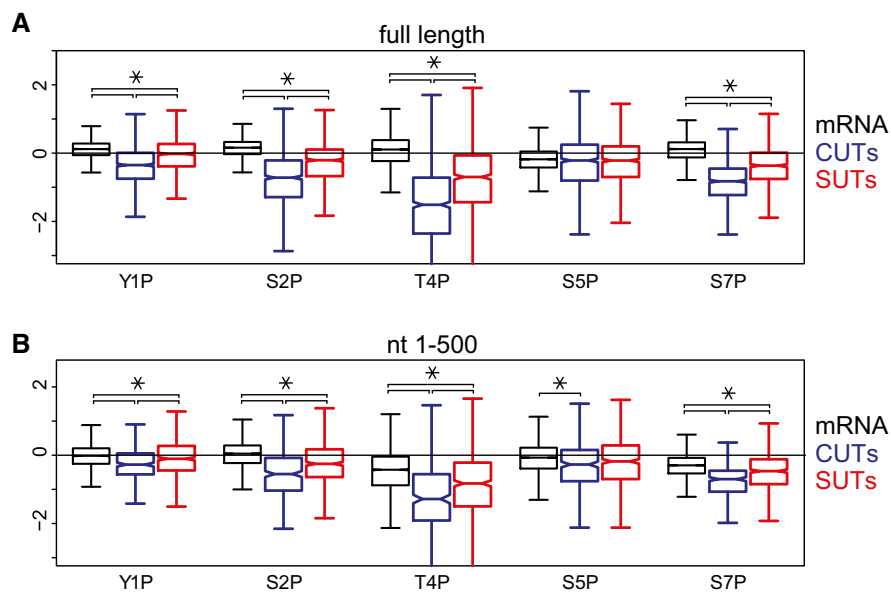 A
full length
*
*
*
*
2
0
−2
mRNA
CUTs
SUTs
Y1P S2P T4P S5P S7P
B
nt 1-500
*
*
*
*
*
2
0
−2
mRNA
CUTs
SUTs
Y1P S2P T4P S5P S7P